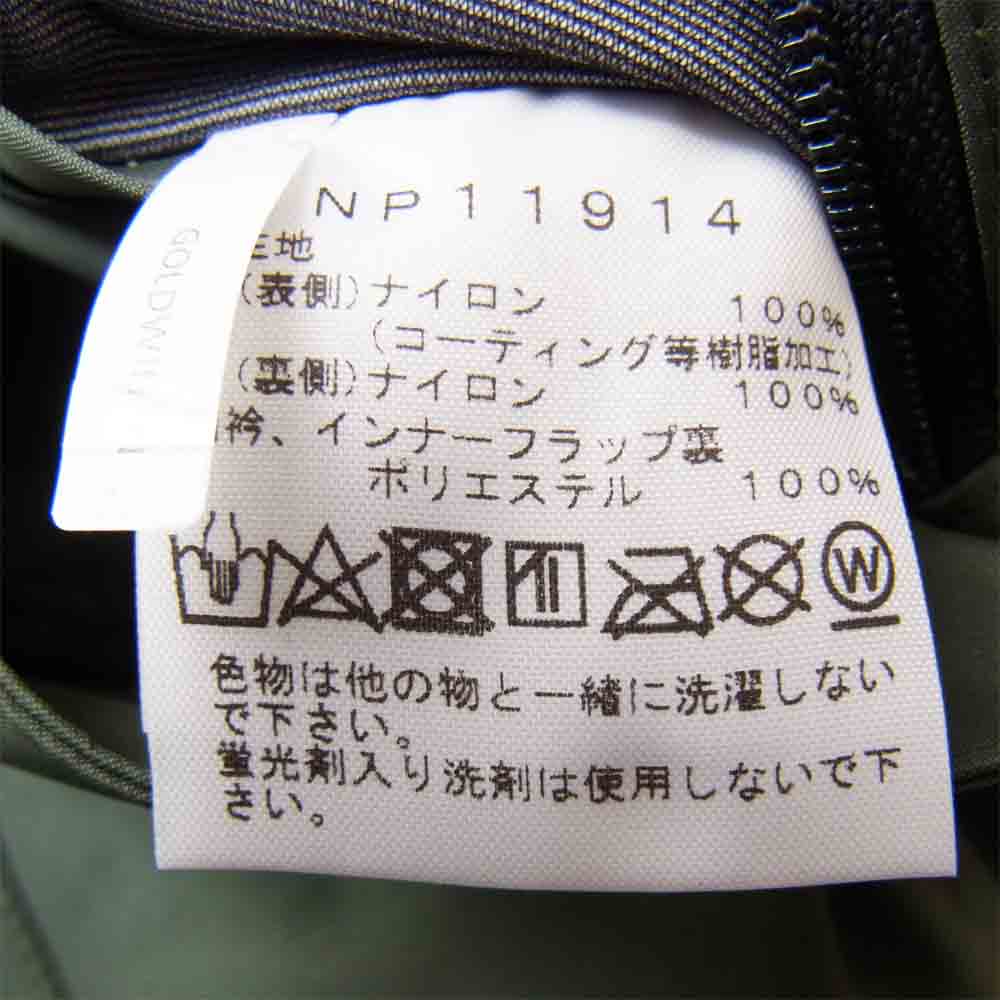 NP11914
生地
(表側)ナイロン 100%
(コーティング等樹脂加工)
(裏側)ナイロン 100%
衿、インナーフラップ裏
ポリエステル 100%
W
色物は他の物と一緒に洗濯しない
で下さい。
蛍光剤入り洗剤は使用しないで下
さい。